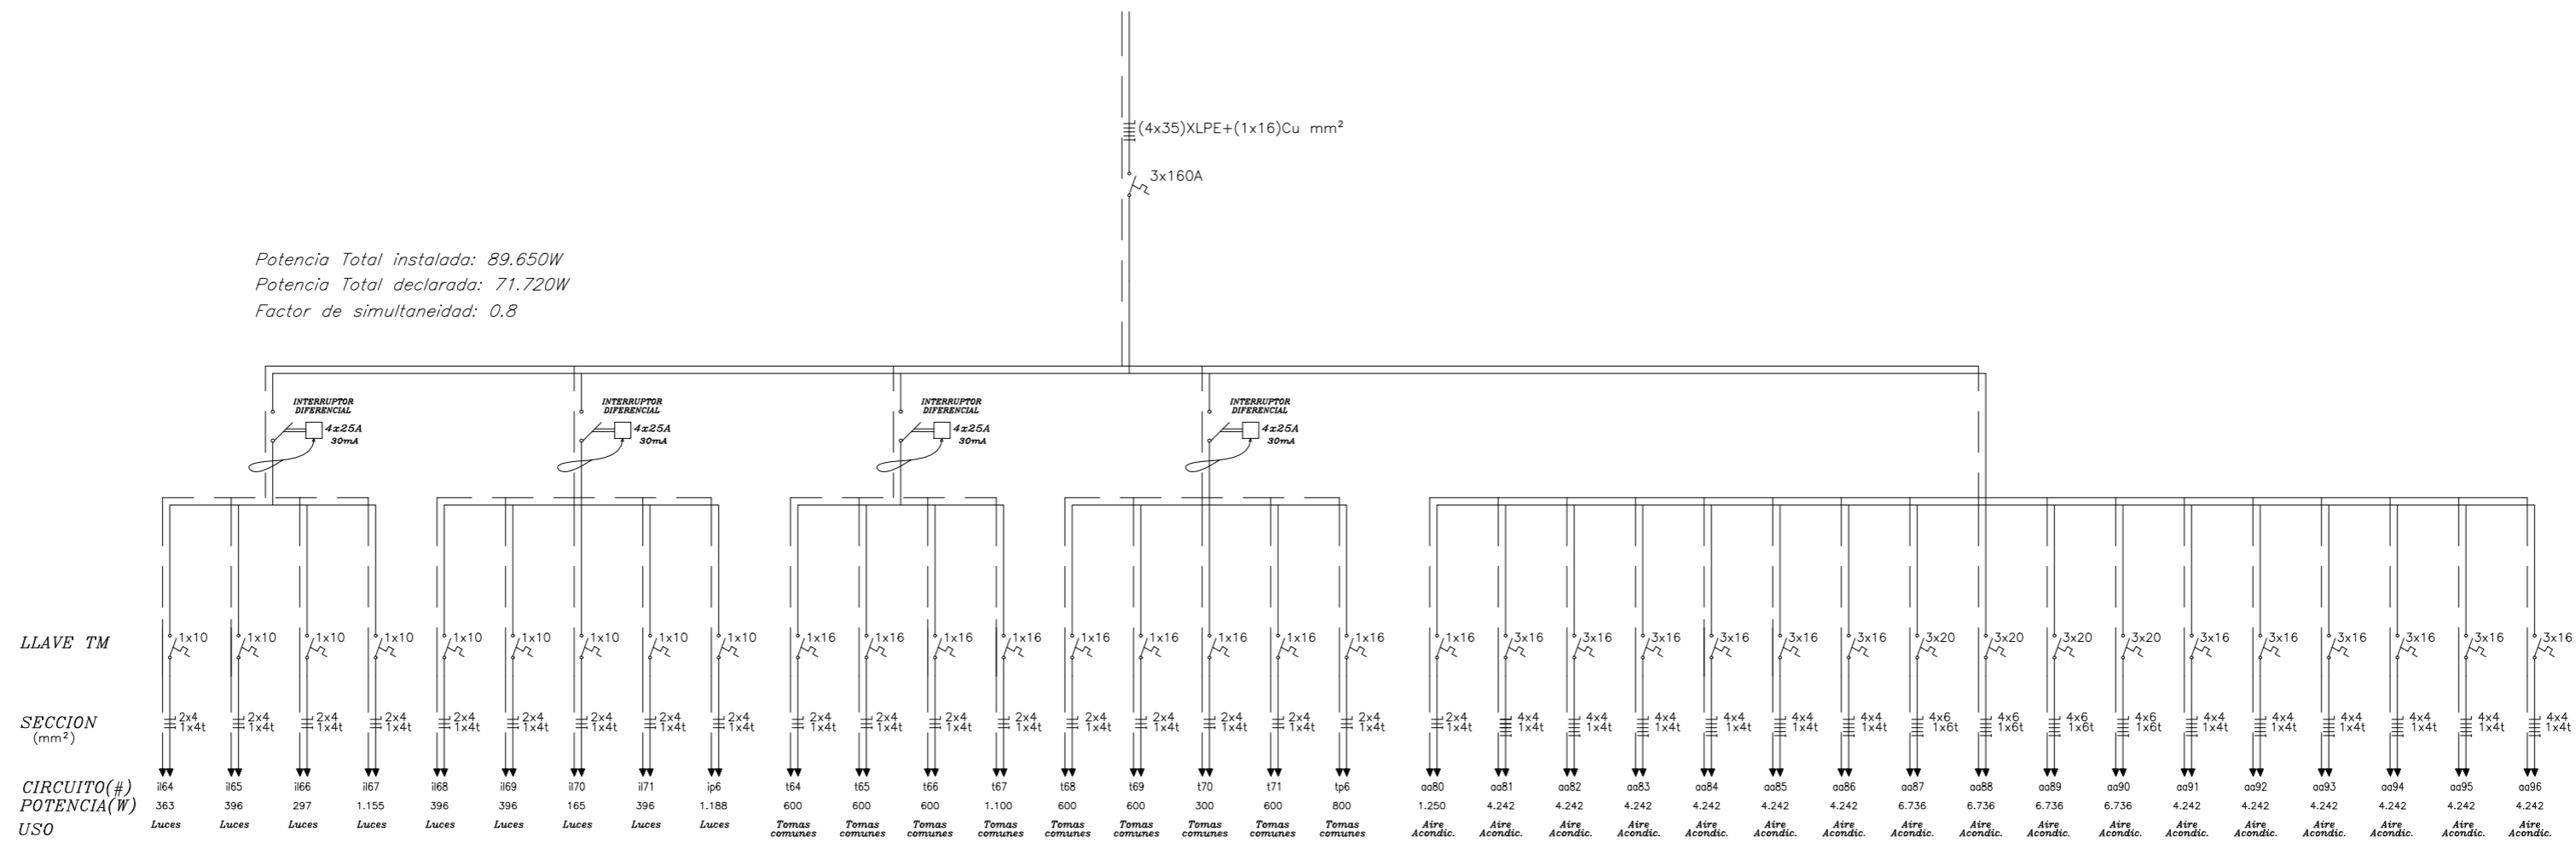 (4x35)XLPE+(1x16)Cu mm²
3x160A
Potencia Total instalada: 89.650W
Potencia Total declarada: 71.720W
Factor de simultaneidad: 0.8
INTERRUPTOR DIFERENCIAL 4x25A 30mA
INTERRUPTOR DIFERENCIAL 4x25A 30mA
INTERRUPTOR DIFERENCIAL 4x25A 30mA
INTERRUPTOR DIFERENCIAL 4x25A 30mA
LLAVE TM 1x10 1x10 1x10 1x10 1x10 1x10 1x10 1x10 1x10 1x16 1x16 1x16 1x16 1x16 1x16 1x16 1x16 1x16 1x16 3x16 3x16 3x16 3x16 3x16 3x16 3x20 3x20 3x20 3x20 3x16 3x16 3x16 3x16 3x16 3x16
SECCION 2x4 2x4 2x4 2x4 2x4 2x4 2x4 2x4 2x4 2x4 2x4 2x4 2x4 2x4 2x4 2x4 2x4 2x4 2x4 4x4 4x4 4x4 4x4 4x4 4x4 4x6 4x6 4x6 4x6 4x4 4x4 4x4 4x4 4x4 4x4
(mm²) 1x4t 1x4t 1x4t 1x4t 1x4t 1x4t 1x4t 1x4t 1x4t 1x4t 1x4t 1x4t 1x4t 1x4t 1x4t 1x4t 1x4t 1x4t 1x4t 1x4t 1x4t 1x4t 1x4t 1x4t 1x4t 1x6t 1x6t 1x6t 1x6t 1x4t 1x4t 1x4t 1x4t 1x4t 1x4t
CIRCUITO(#) il64 il65 il66 il67 il68 il69 il70 il71 ip6 t64 t65 t66 t67 t68 t69 t70 t71 tp6 aa80 aa81 aa82 aa83 aa84 aa85 aa86 aa87 aa88 aa89 aa90 aa91 aa92 aa93 aa94 aa95 aa96
POTENCIA(W) 363 396 297 1.155 396 396 165 396 1.188 600 600 600 1.100 600 600 300 600 800 1.250 4.242 4.242 4.242 4.242 4.242 4.242 6.736 6.736 6.736 6.736 4.242 4.242 4.242 4.242 4.242 4.242
USO Luces Luces Luces Luces Luces Luces Luces Luces Luces Tomas Tomas Tomas Tomas Tomas Tomas Tomas Tomas Tomas Aire Aire Aire Aire Aire Aire Aire Aire Aire Aire Aire Aire Aire Aire Aire Aire Aire
comunes comunes comunes comunes comunes comunes comunes comunes comunes Acondic. Acondic. Acondic. Acondic. Acondic. Acondic. Acondic. Acondic. Acondic. Acondic. Acondic. Acondic. Acondic. Acondic. Acondic. Acondic. Acondic.